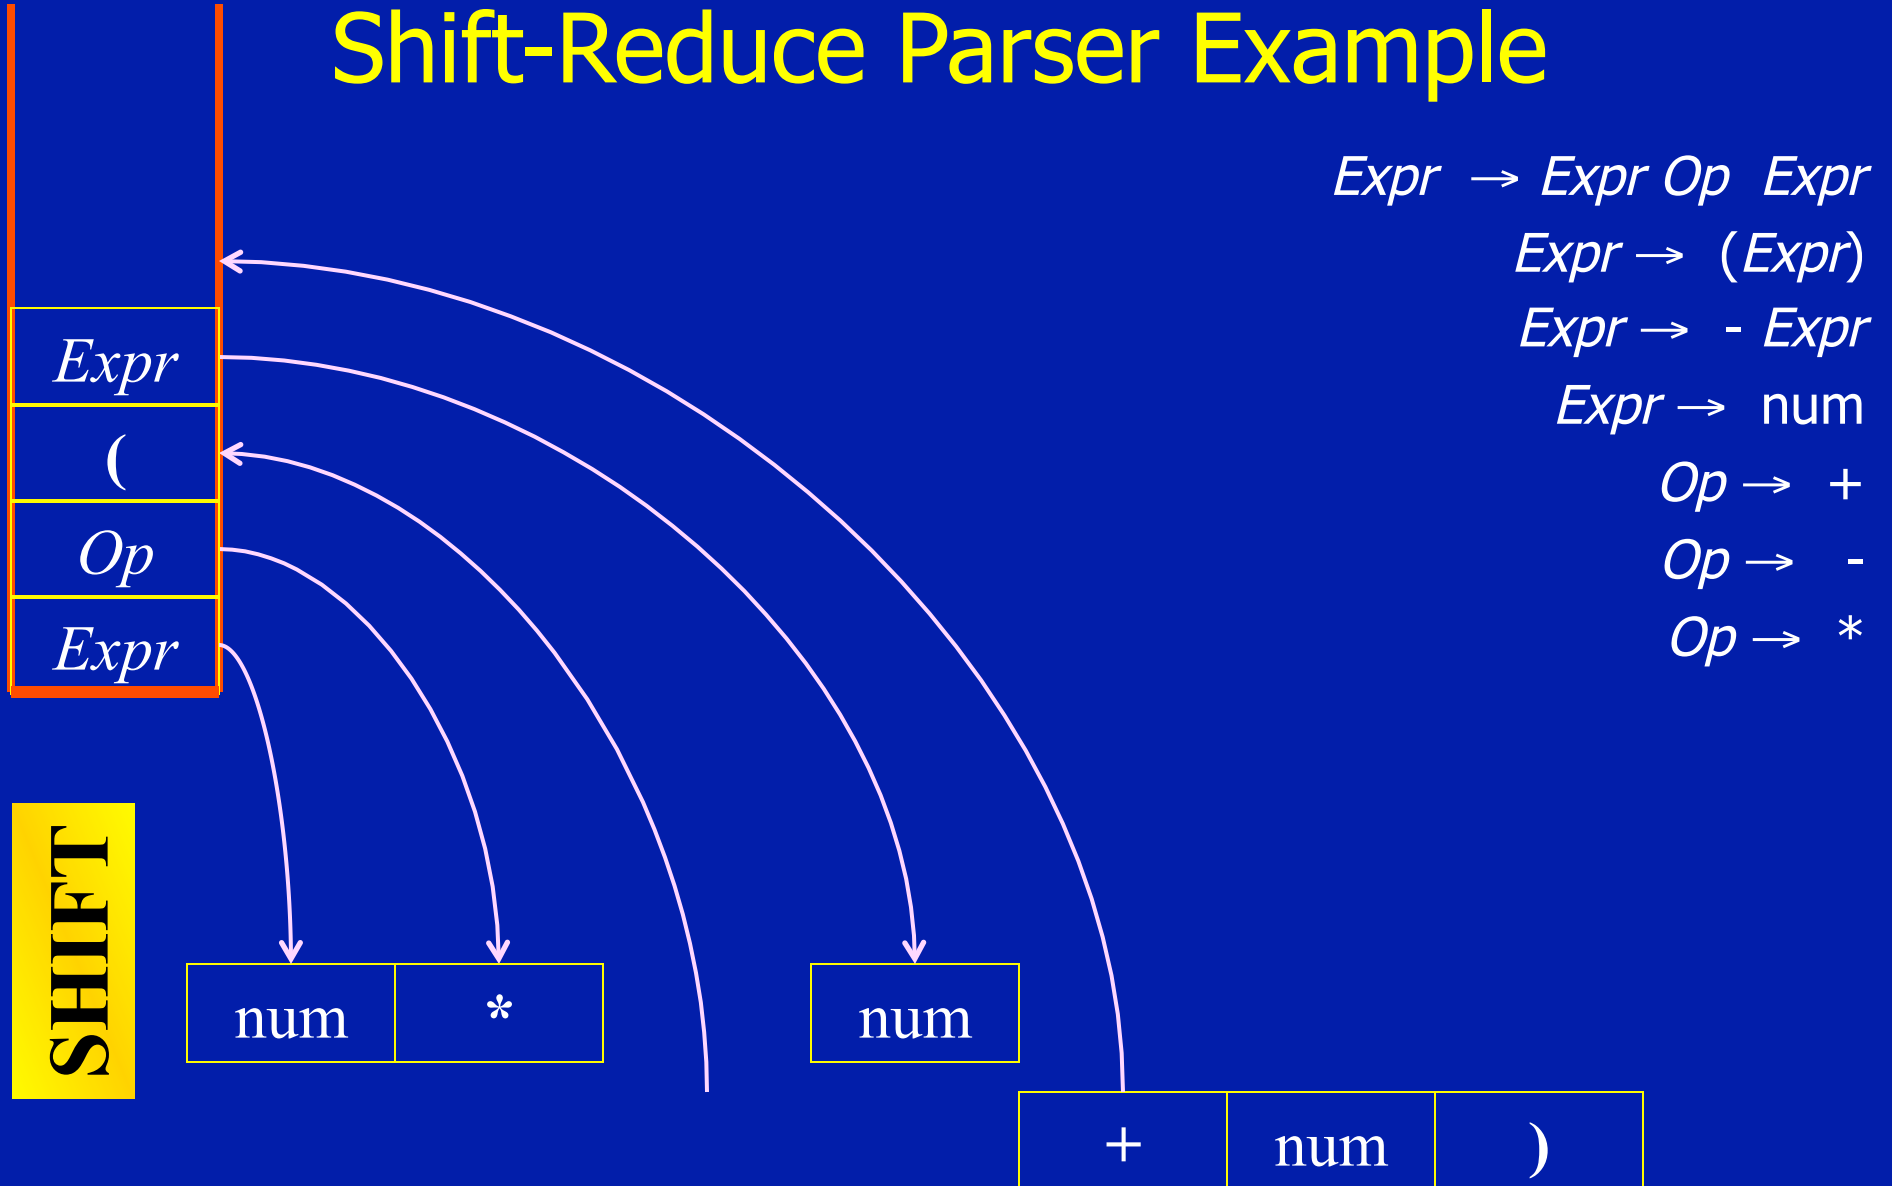 Shift-Reduce Parser Example
Expr → Expr Op Expr
Expr → (Expr)
Expr → - Expr
Expr → num
Op → +
Op → -
Op → *
Expr
(
Op
Expr
SHIFT
num *  num
+ num )